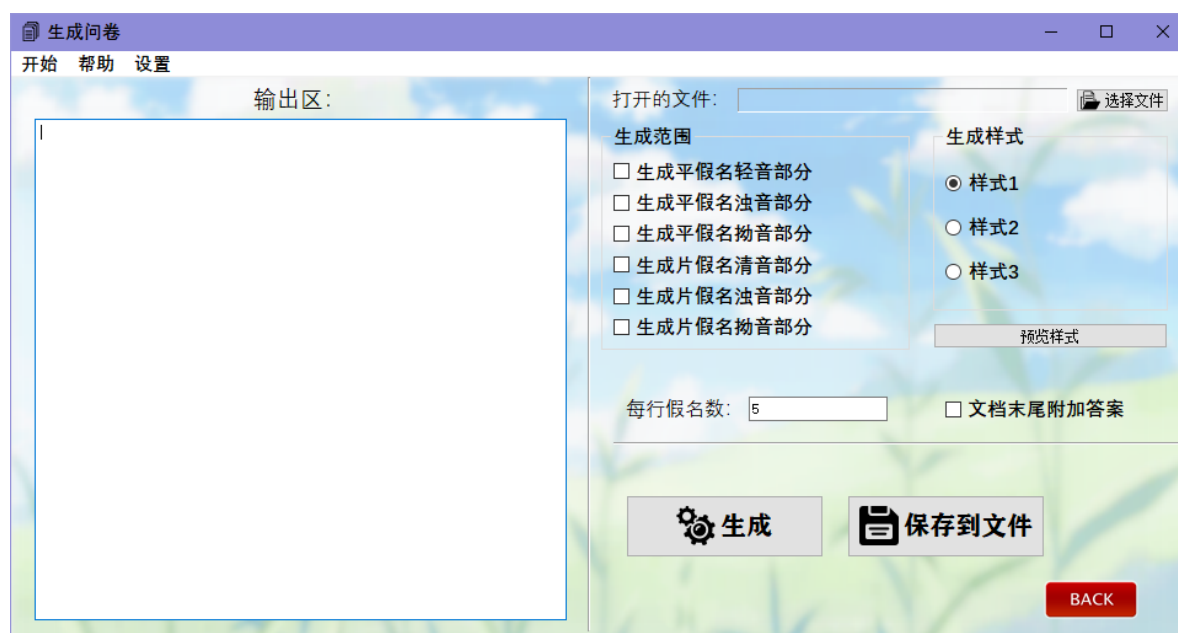 生成问卷
开始 帮助 设置
输出区：
打开的文件： 选择文件
生成范围
生成平假名轻音部分
生成平假名浊音部分
生成平假名拗音部分
生成片假名清音部分
生成片假名浊音部分
生成片假名拗音部分
生成样式
样式1
样式2
样式3
预览样式
每行假名数： 5
文档末尾附加答案
生成
保存到文件
BACK